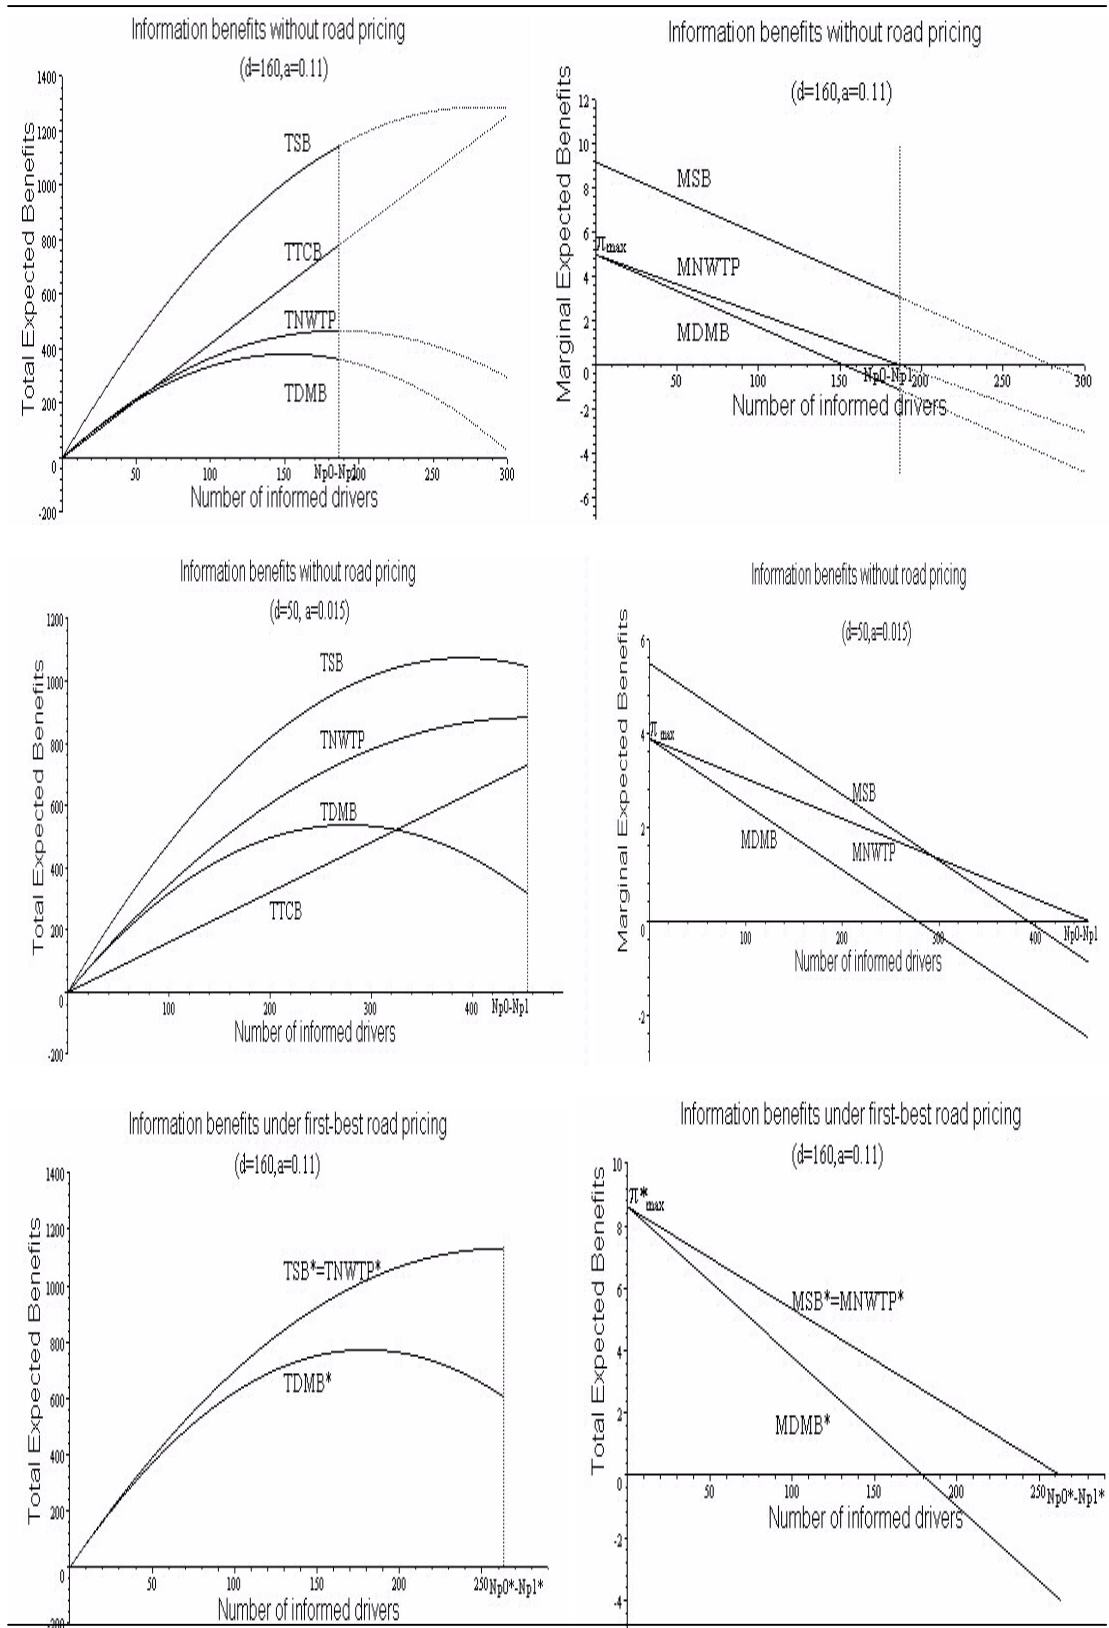 Information benefits without road pricing
(d=160,a=0.11)
Total Expected Benefits
1400
1200
1000
800
600
400
200
0
-200
TSB
TTCB
TNWTP
TDMB
50
100
150
Np0-Np1
200
250
300
Number of informed drivers
Information benefits without road pricing
(d=160,a=0.11)
Marginal Expected Benefits
12
10
8
6
4
2
0
-2
-4
-6
πmax
MSB
MNWTP
MDMB
50
100
150
Np0-Np1
200
250
300
Number of informed drivers
Information benefits without road pricing
(d=50, a=0.015)
Total Expected Benefits
1200
1000
800
600
400
200
0
-200
TSB
TNWTP
TDMB
TTCB
100
200
300
400
Np0-Np1
Number of informed drivers
Information benefits without road pricing
(d=50,a=0.015)
Marginal Expected Benefits
6
4
2
0
-2
π max
MSB
MDMB
MNWTP
100
200
300
400
Np0-Np1
Number of informed drivers
Information benefits under first-best road pricing
(d=160,a=0.11)
Total Expected Benefits
1400
1200
1000
800
600
400
200
0
-200
TSB*=TNWTP*
TDMB*
50
100
150
200
250
Np0*-Np1*
Number of informed drivers
Information benefits under first-best road pricing
(d=160,a=0.11)
Total Expected Benefits
10
8
6
4
2
0
-2
-4
π*max
MSB*=MNWTP*
MDMB*
50
100
150
200
250
Np0*-Np1*
Number of informed drivers